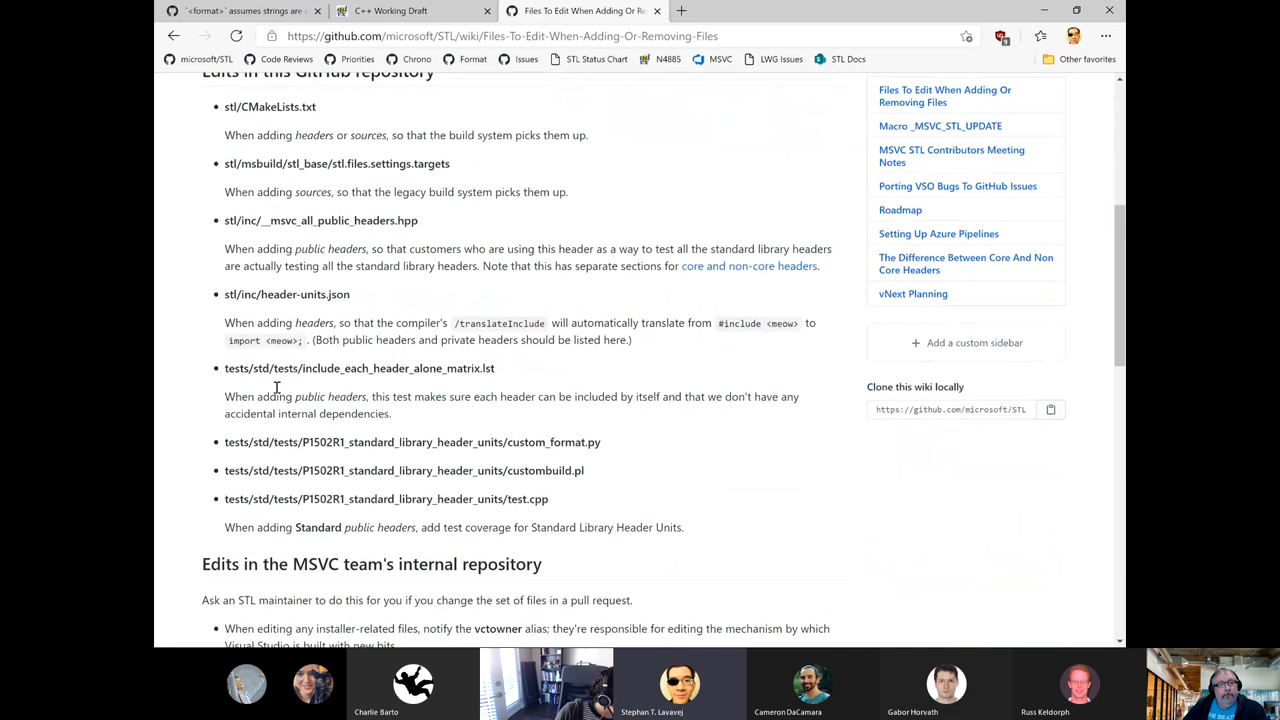 `<format>` assumes strings are
C++ Working Draft
Files To Edit When Adding Or Re
https://github.com/microsoft/STL/wiki/Files-To-Edit-When-Adding-Or-Removing-Files
microsoft/STL
Code Reviews
Priorities
Chrono
Format
Issues
STL Status Chart
N4885
MSVC
LWG Issues
STL Docs
Other favorites
Edits in this GitHub repository
stl/CMakeLists.txt
When adding headers or sources, so that the build system picks them up.
stl/msbuild/stl_base/stl.files.settings.targets
When adding sources, so that the legacy build system picks them up.
stl/inc/__msvc_all_public_headers.hpp
When adding public headers, so that customers who are using this header as a way to test all the standard library headers
are actually testing all the standard library headers. Note that this has separate sections for core and non-core headers.
stl/inc/header-units.json
When adding headers, so that the compiler's /translateInclude will automatically translate from #include <meow> to
import <meow>; . (Both public headers and private headers should be listed here.)
tests/std/tests/include_each_header_alone_matrix.lst
When adding public headers, this test makes sure each header can be included by itself and that we don't have any
accidental internal dependencies.
tests/std/tests/P1502R1_standard_library_header_units/custom_format.py
tests/std/tests/P1502R1_standard_library_header_units/custombuild.pl
tests/std/tests/P1502R1_standard_library_header_units/test.cpp
When adding Standard public headers, add test coverage for Standard Library Header Units.
Edits in the MSVC team's internal repository
Ask an STL maintainer to do this for you if you change the set of files in a pull request.
When editing any installer-related files, notify the vctowner alias; they're responsible for editing the mechanism by which
Visual Studio is built with new bits.
Files To Edit When Adding Or
Removing Files
Macro _MSVC_STL_UPDATE
MSVC STL Contributors Meeting
Notes
Porting VSO Bugs To GitHub Issues
Roadmap
Setting Up Azure Pipelines
The Difference Between Core And Non
Core Headers
vNext Planning
Add a custom sidebar
Clone this wiki locally
https://github.com/microsoft/STL
Charlie Barto
Stephan T. Lavavej
Cameron DaCamara
Gabor Horvath
Russ Keldorph